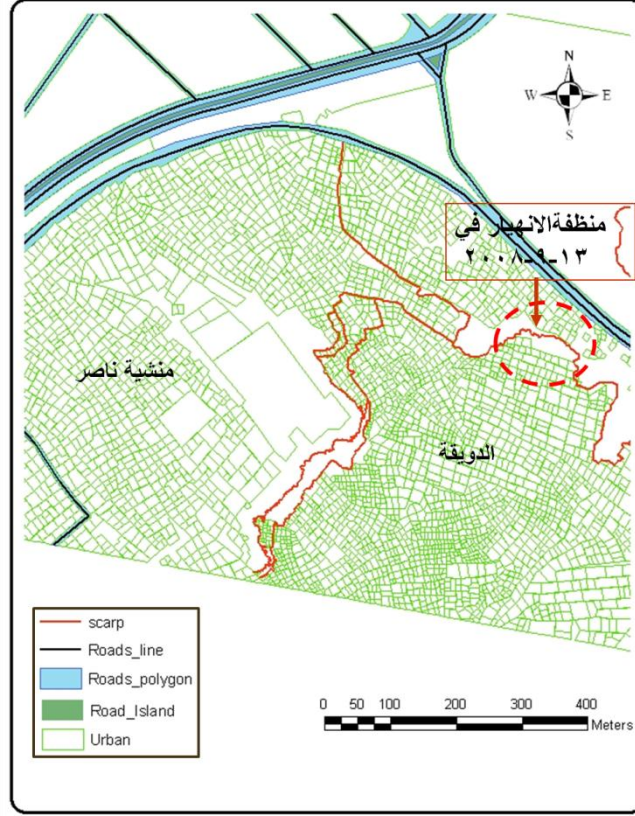 N
W E
S
منظفة الانهيار في
١٣-٩-٢٠٠٨
منشية ناصر
الدويقة
scarp
Roads_line
Roads_polygon
Road_Island
Urban
0 50 100 200 300 400
Meters